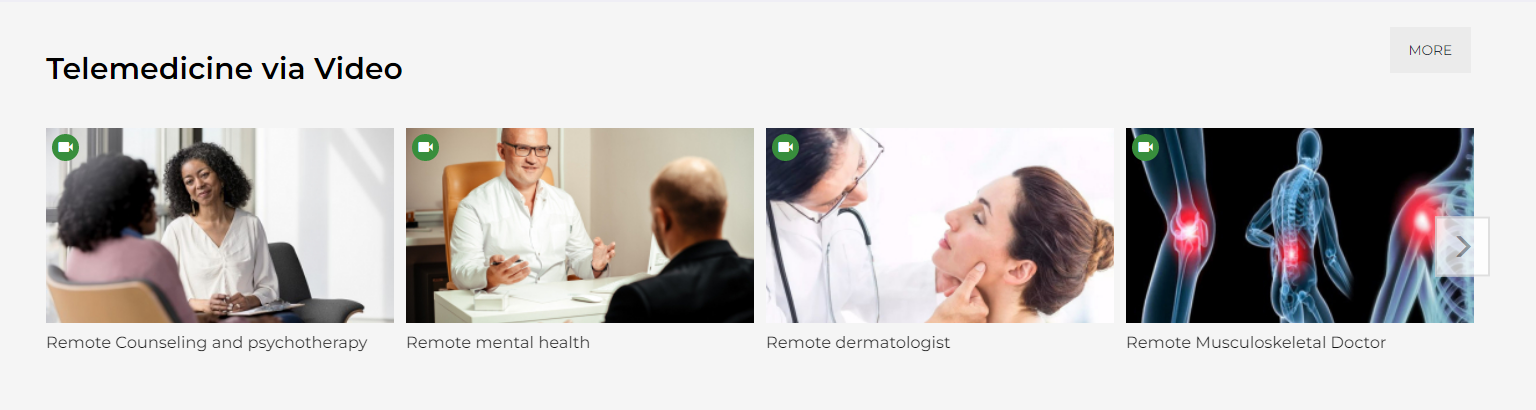 Telemedicine via Video
MORE
Remote Counseling and psychotherapy
Remote mental health
Remote dermatologist
Remote Musculoskeletal Doctor